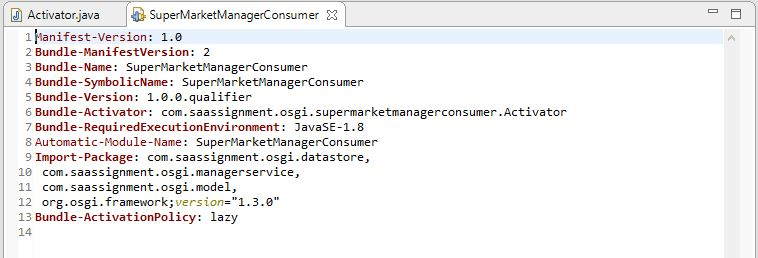 Activator.java SuperMarketManagerConsumer
1 Manifest-Version: 1.0
2 Bundle-ManifestVersion: 2
3 Bundle-Name: SuperMarketManagerConsumer
4 Bundle-SymbolicName: SuperMarketManagerConsumer
5 Bundle-Version: 1.0.0.qualifier
6 Bundle-Activator: com.saassignment.osgi.supermarketmanagerconsumer.Activator
7 Bundle-RequiredExecutionEnvironment: JavaSE-1.8
8 Automatic-Module-Name: SuperMarketManagerConsumer
9 Import-Package: com.saassignment.osgi.datastore,
10 com.saassignment.osgi.managerservice,
11 com.saassignment.osgi.model,
12 org.osgi.framework;version="1.3.0"
13 Bundle-ActivationPolicy: lazy
14